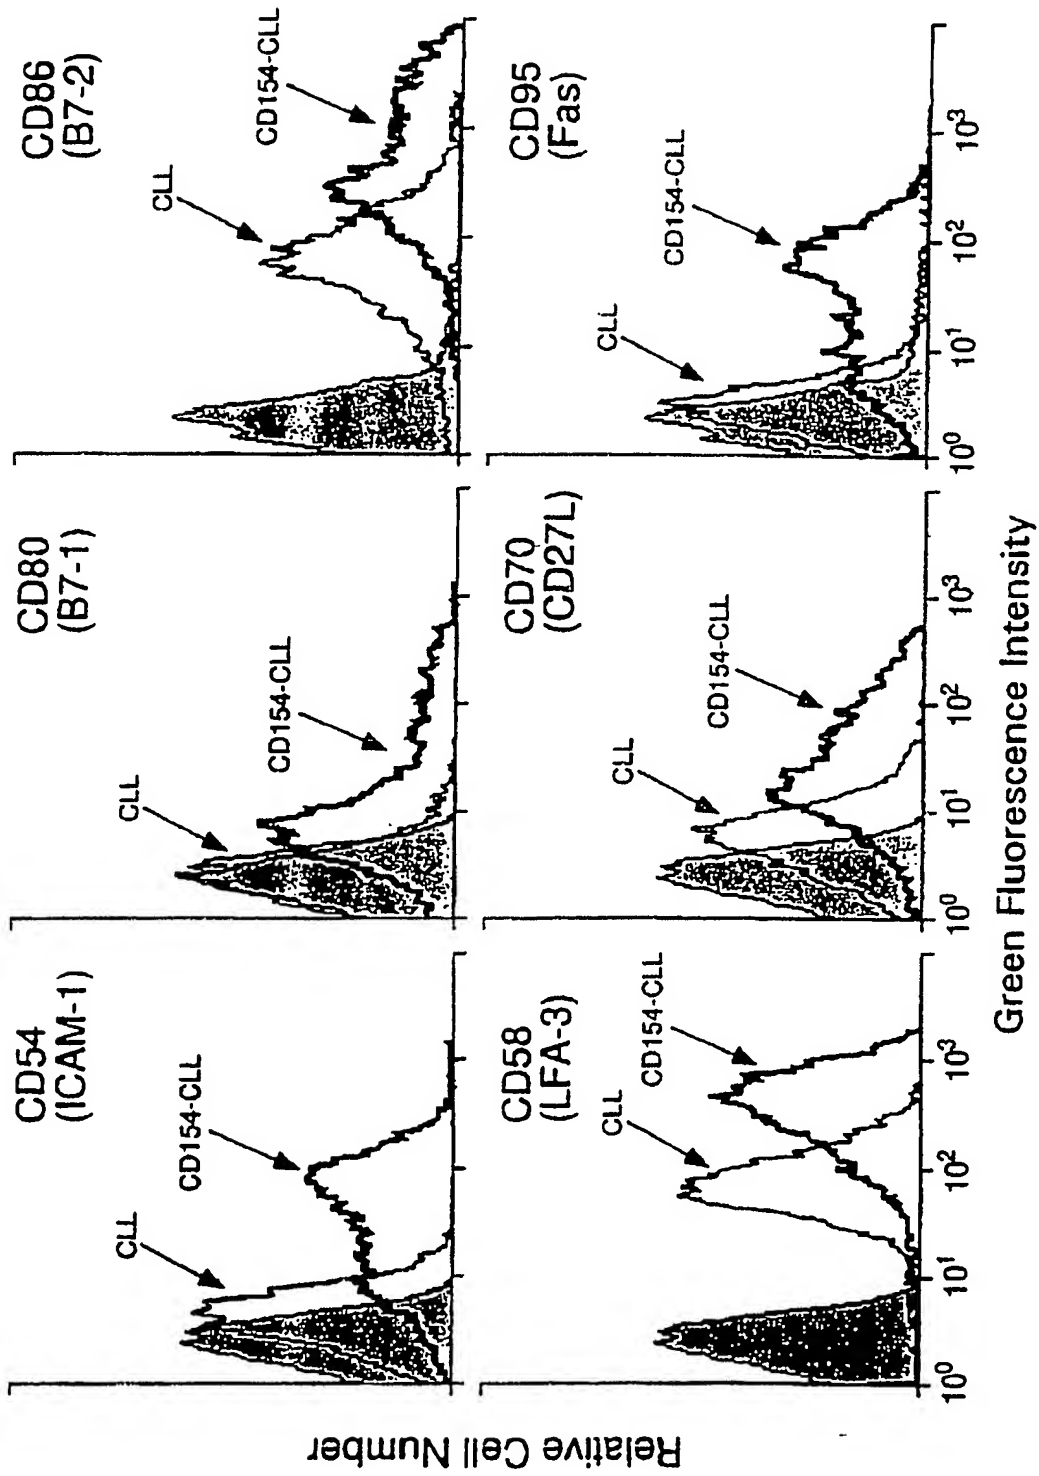 CD54
(ICAM-1)
CLL
CD154-CLL
CD80
(B7-1)
CLL
CD154-CLL
CD86
(B7-2)
CLL
CD154-CLL
CD58
(LFA-3)
CLL
CD154-CLL
10⁰ 10¹ 10² 10³
CD70
(CD27L)
CLL
CD154-CLL
10⁰ 10¹ 10² 10³
CD95
(Fas)
CLL
CD154-CLL
10⁰ 10¹ 10² 10³
Relative Cell Number
Green Fluorescence Intensity